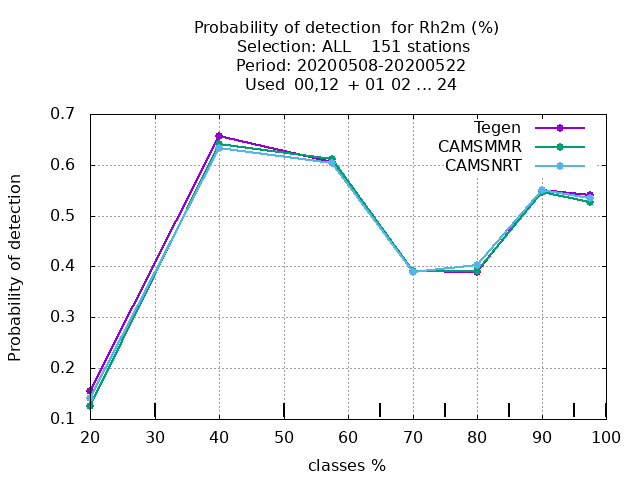 Probability of detection  for Rh2m (%)
Selection: ALL    151 stations
Period: 20200508-20200522
Used  00,12  + 01 02 ... 24
Tegen
CAMSMMR
CAMSNRT
Probability of detection
0.7
0.6
0.5
0.4
0.3
0.2
0.1
20 30 40 50 60 70 80 90 100
classes %